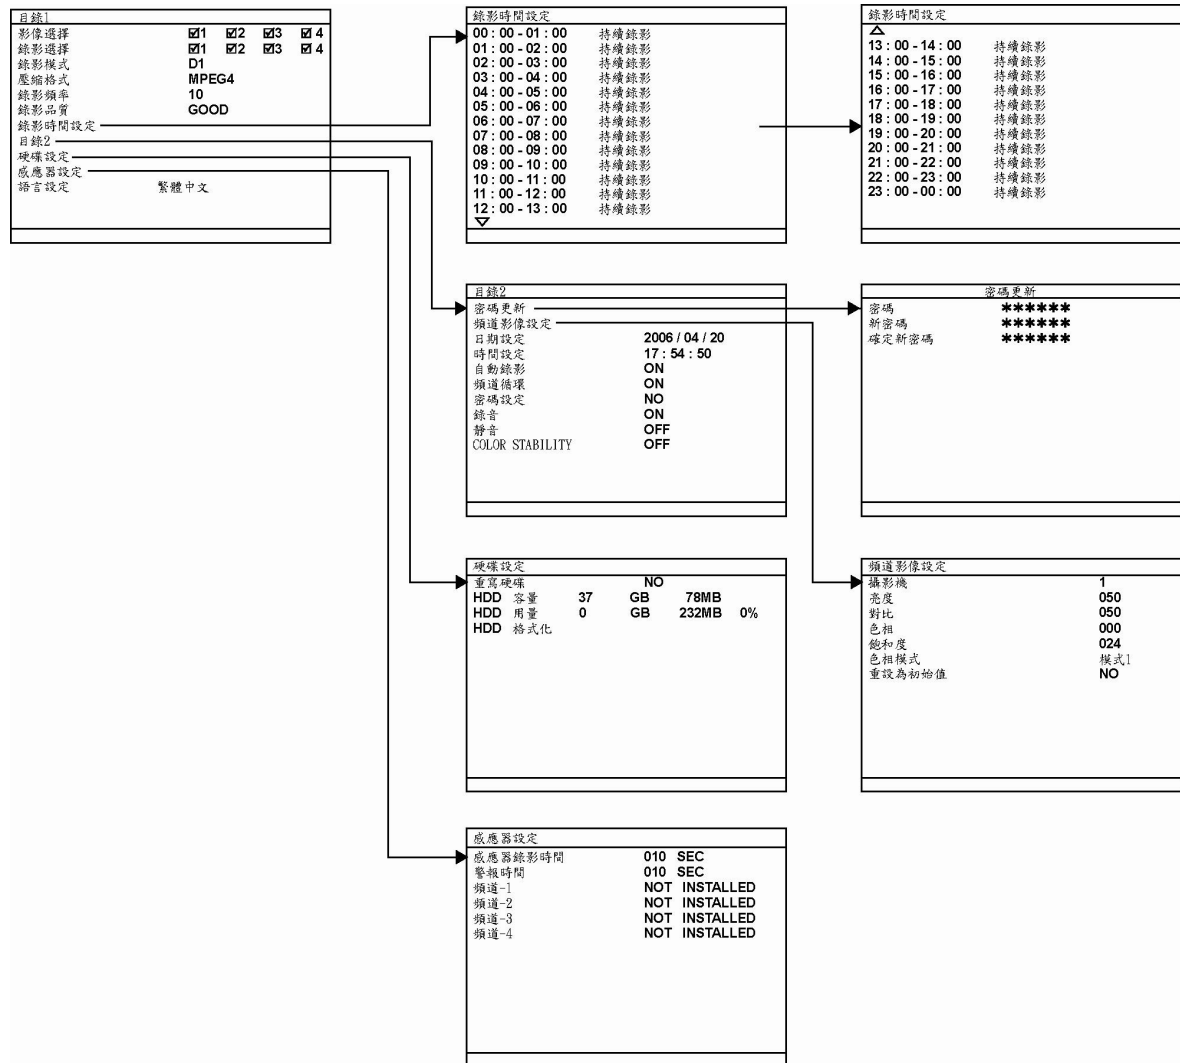 目錄1
影像選擇 ☑1 ☑2 ☑3 ☑4
錄影選擇 ☑1 ☑2 ☑3 ☑4
錄影模式 D1
壓縮格式 MPEG4
錄影頻率 10
錄影品質 GOOD
錄影時間設定
目錄2
硬碟設定
感應器設定
語言設定 繁體中文
錄影時間設定
00 : 00 - 01 : 00 持續錄影
01 : 00 - 02 : 00 持續錄影
02 : 00 - 03 : 00 持續錄影
03 : 00 - 04 : 00 持續錄影
04 : 00 - 05 : 00 持續錄影
05 : 00 - 06 : 00 持續錄影
06 : 00 - 07 : 00 持續錄影
07 : 00 - 08 : 00 持續錄影
08 : 00 - 09 : 00 持續錄影
09 : 00 - 10 : 00 持續錄影
10 : 00 - 11 : 00 持續錄影
11 : 00 - 12 : 00 持續錄影
12 : 00 - 13 : 00 持續錄影
錄影時間設定
13 : 00 - 14 : 00 持續錄影
14 : 00 - 15 : 00 持續錄影
15 : 00 - 16 : 00 持續錄影
16 : 00 - 17 : 00 持續錄影
17 : 00 - 18 : 00 持續錄影
18 : 00 - 19 : 00 持續錄影
19 : 00 - 20 : 00 持續錄影
20 : 00 - 21 : 00 持續錄影
21 : 00 - 22 : 00 持續錄影
22 : 00 - 23 : 00 持續錄影
23 : 00 - 00 : 00 持續錄影
目錄2
密碼更新
頻道影像設定
日期設定 2006 / 04 / 20
時間設定 17 : 54 : 50
自動錄影 ON
頻道循環 ON
密碼設定 NO
錄音 ON
靜音 OFF
COLOR STABILITY OFF
密碼更新
密碼 ******
新密碼 ******
確定新密碼 ******
硬碟設定
重寫硬碟 NO
HDD 容量 37 GB 78MB
HDD 用量 0 GB 232MB 0%
HDD 格式化
頻道影像設定
攝影機 1
亮度 050
對比 050
色相 000
飽和度 024
色相模式 模式1
重設為初始值 NO
感應器設定
感應器錄影時間 010 SEC
警報時間 010 SEC
頻道-1 NOT INSTALLED
頻道-2 NOT INSTALLED
頻道-3 NOT INSTALLED
頻道-4 NOT INSTALLED